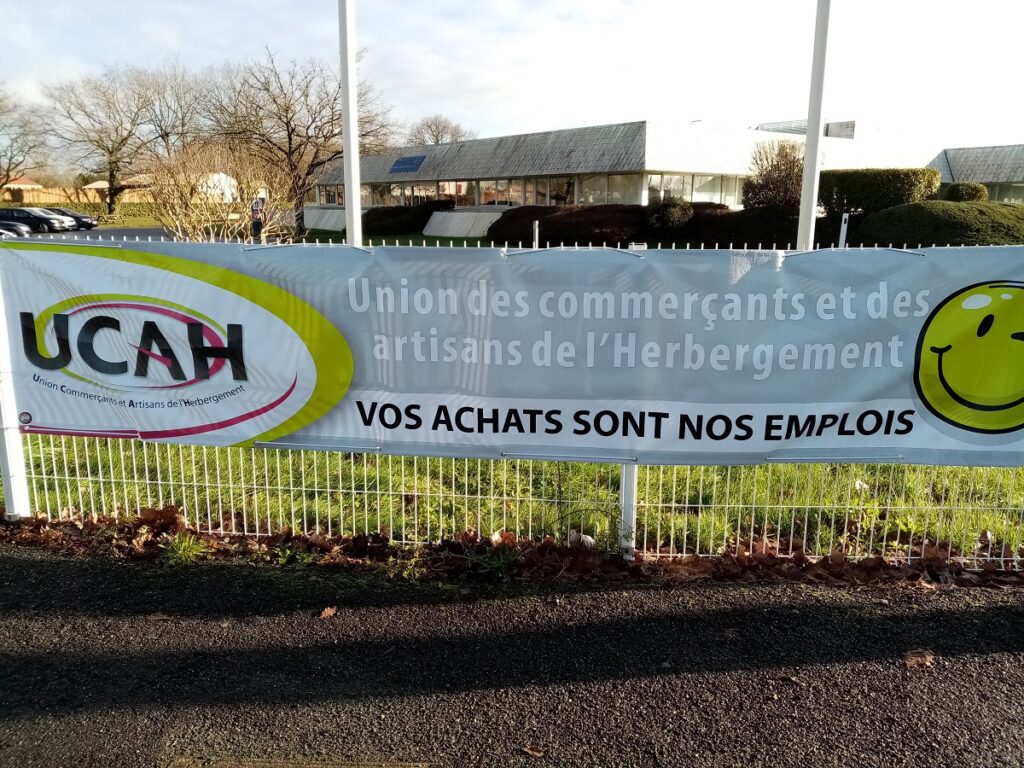 UCAH
Union Commerçants et Artisans de l'Herbergement
Union des commerçants et des
artisans de l'Herbergement
VOS ACHATS SONT NOS EMPLOIS